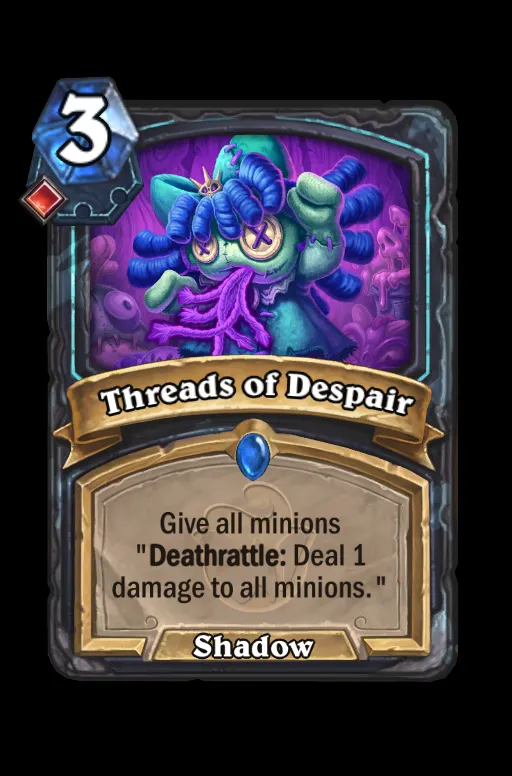 3
Threads of Despair
Give all minions
"Deathrattle: Deal 1
damage to all minions."
Shadow